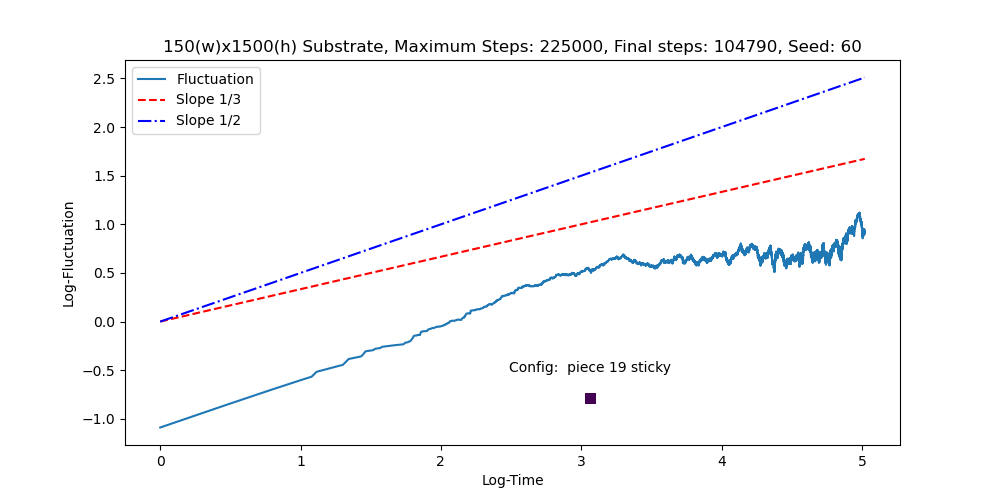 150(w)x1500(h) Substrate, Maximum Steps: 225000, Final steps: 104790, Seed: 60
Fluctuation
Slope 1/3
Slope 1/2
2.5
2.0
1.5
1.0
0.5
0.0
−0.5
−1.0
Log-Fluctuation
Config:  piece 19 sticky
0 1 2 3 4 5
Log-Time